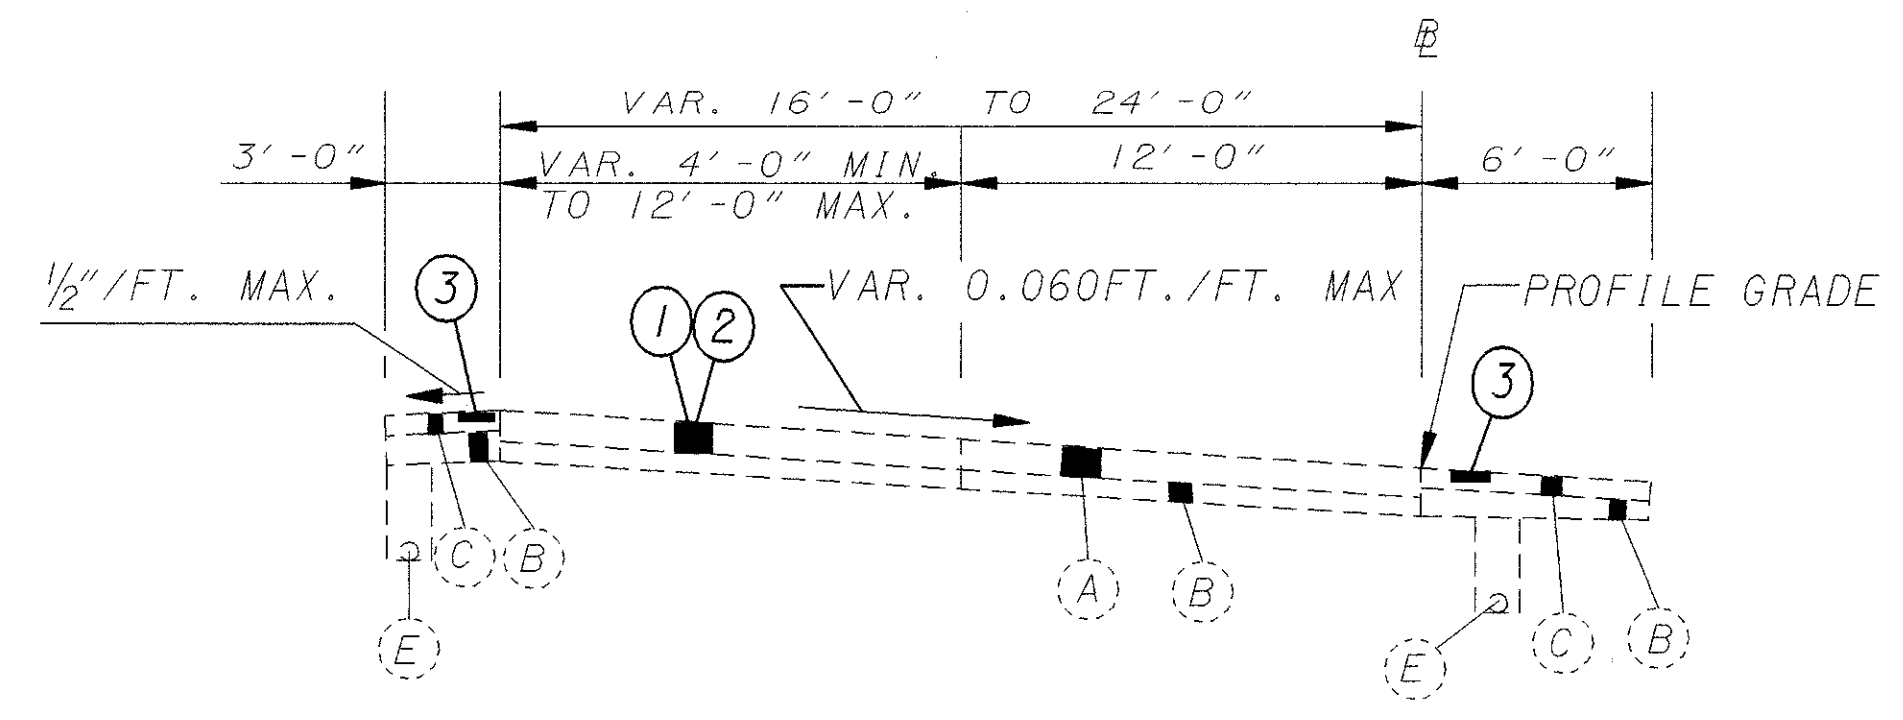 ℄
VAR. 16'-0" TO 24'-0"
3'-0"
VAR. 4'-0" MIN.
TO 12'-0" MAX.
12'-0"
6'-0"
1/2"/FT. MAX.
3
1
2
VAR. 0.060FT./FT. MAX
PROFILE GRADE
3
C
B
A
B
E
C
B
E